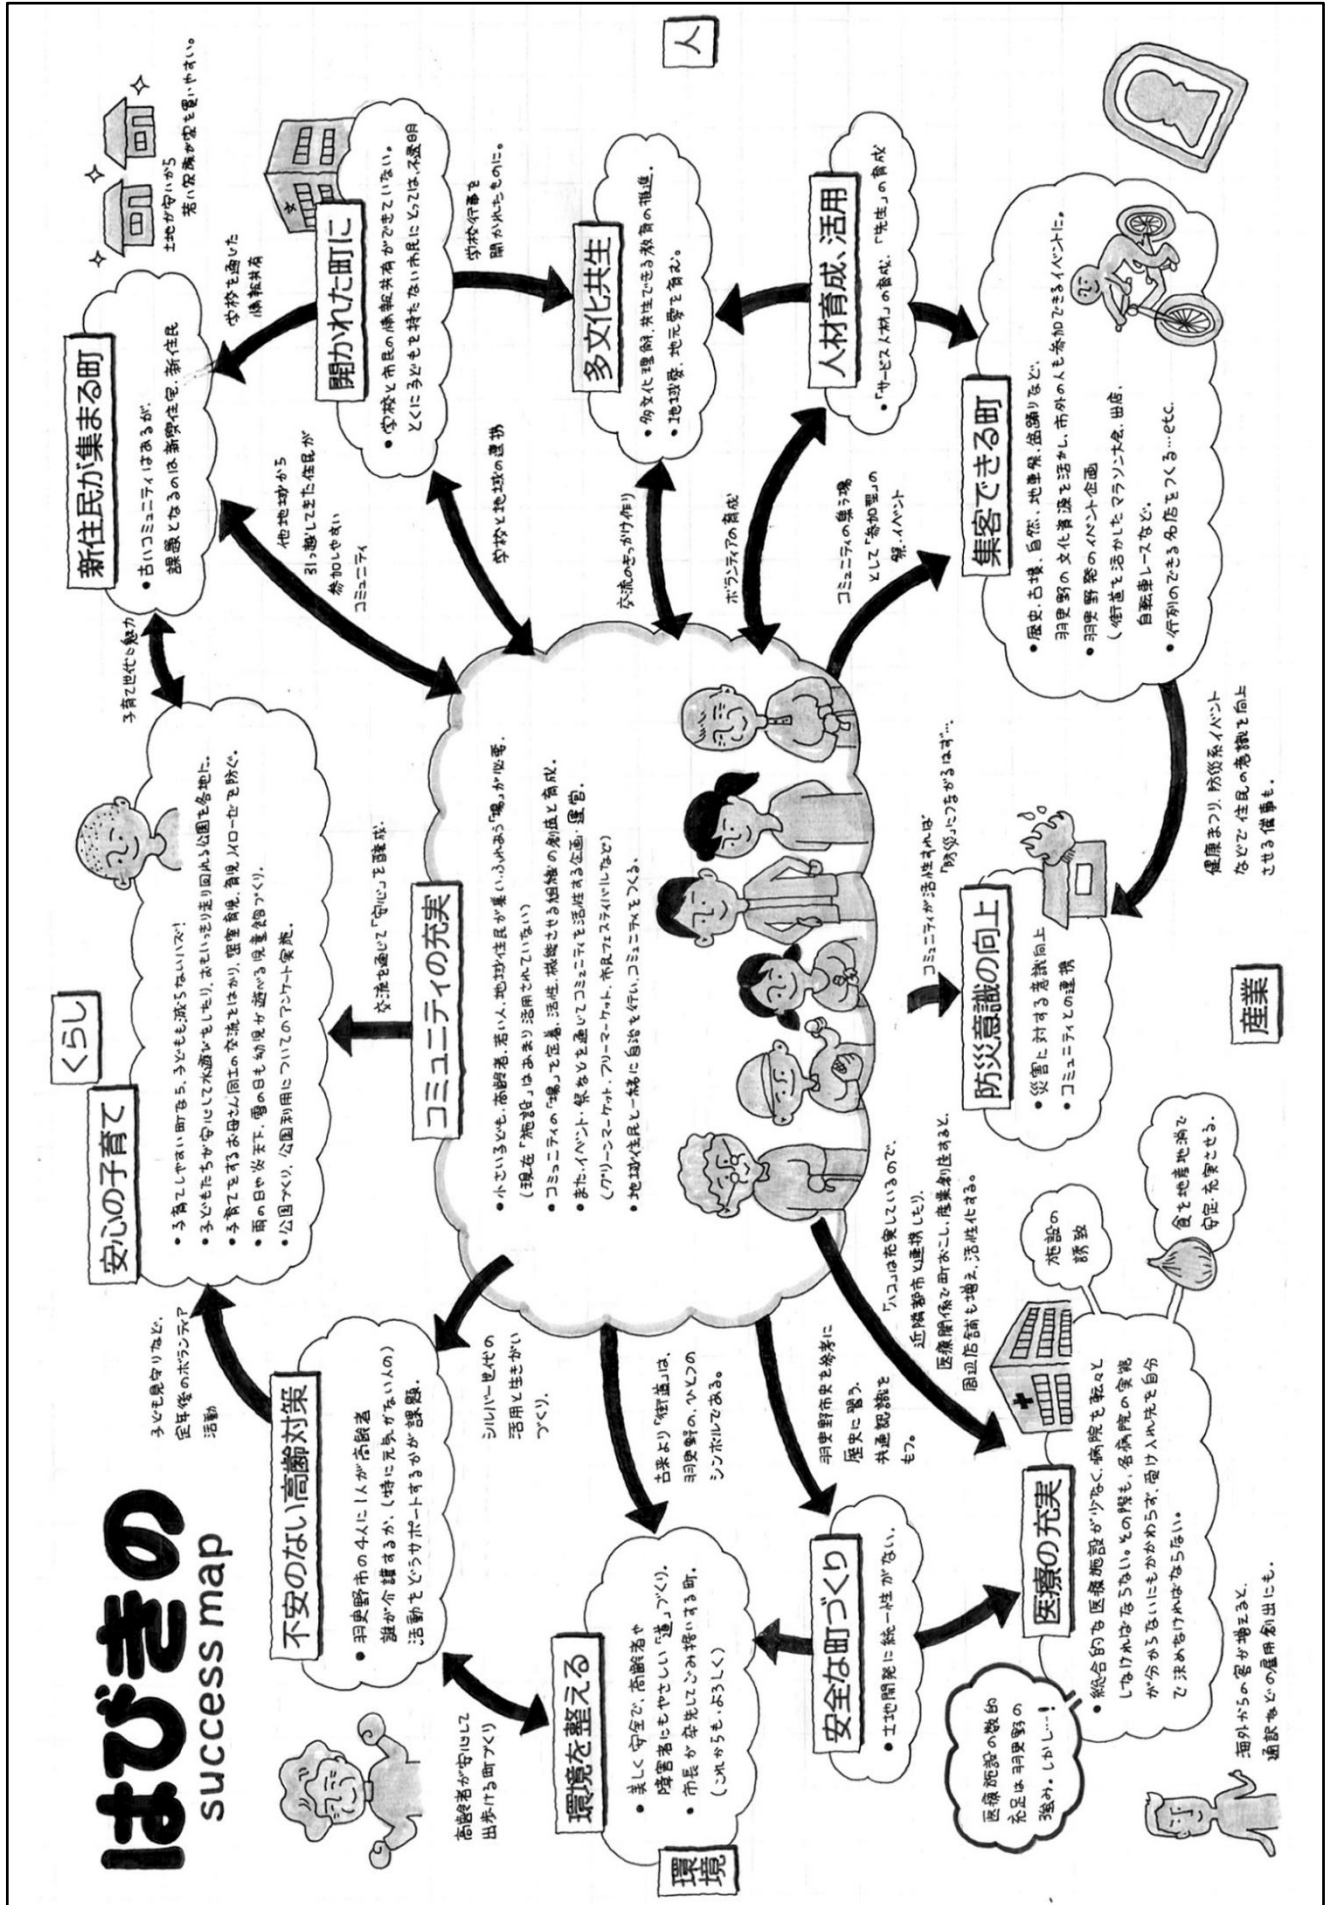 はびきの
success map
くらし
安心の子育て
・子育てしやすい町なら、子どもも減らないハズ！
・子どもたちが安心して水遊びをしたり、おもいっきり走り回れる公園を各地に。
・子育てをするお母さん同士の交流をはかり、密室育児、育児ノイローゼを防ぐ。
・雨の日や炎天下、雪の日も幼児が遊べる児童館づくり。
・公園づくり、公園利用についてのアンケート実施。
子育て世代に魅力
新住民が集まる町
・古いコミュニティはあるが、
課題となるのは新興住宅、新住民
土地が安いから
若い家族が家を買いやすい。
子ども見守りなど、
定年後のボランティア
活動
不安のない高齢対策
・羽曳野市の4人に1人が高齢者
誰が介護するか、(特に元気がない人の)
活動をどうサポートするかが課題。
シルバー世代の
活用と生きがい
づくり。
交流を通じて「安心」を醸成。
コミュニティの充実
・小さい子ども、高齢者、若い人、地域住民が集い、ふれあう「場」が必要。
(現在「施設」はあまり活用されていない)
・コミュニティの「場」を定着、活性、機能させる組織の創造と育成。
・また、イベント・祭などを通じてコミュニティを活性する企画・運営。
(グリーンマーケット、フリーマーケット、市民フェスティバルなど)
・地域住民と一緒に自治を行い、コミュニティをつくる。
他地域から
引っ越してきた住民が
参加しやすい
コミュニティ
学校を通じた
情報共有
開かれた町に
・学校と市民の情報共有ができていない。
とくに子どもを持たない市民にとっては、不透明
学校と地域の連携
学校行事を
開かれたものに。
人
多文化共生
・多文化理解、共生できる教育の推進。
・地域愛、地元愛を育む。
交流のきっかけ作り
ボランティアの育成
人材育成、活用
・「サービス人材」の育成、「先生」の育成
コミュニティの集う場
として「参加型」の
祭、イベント
集客できる町
・歴史、古墳、自然、地車祭、盆踊りなど、
羽曳野の文化資源を活かし、市外の人も参加できるイベントに。
・羽曳野発のイベント企画
(街道を活かしたマラソン大会、出店、
自転車レースなど。
・行列のできる名店をつくる…etc.
高齢者が安心して
出歩ける町づくり
環境
環境を整える
・美しく安全で、高齢者や
障害者にもやさしい「道」づくり。
・市長が率先してごみ拾いする町。
(これからも、よろしく)
古来より「街道」は、
羽曳野の、ひとつの
シンボルである。
安全な町づくり
・土地開発に統一性がない。
羽曳野市史を参考に
歴史に習う、
共通認識を
もつ。
「ハコ」は充実しているので、
近隣都市と連携したり、
医療関係で町おこし、産業創出すると、
周辺店舗も増え、活性化する。
コミュニティが活性すれば
「防災」につながるはず…。
防災意識の向上
・災害に対する意識向上
・コミュニティとの連携
健康まつり、防災系イベント
などで住民の意識を向上
させる催事も。
産業
医療施設の数的
充足は羽曳野の
強み。しかし…！
医療の充実
・総合的な医療施設が少なく、病院を転々と
しなければならない。その際も、各病院の実態
が分からないにもかかわらず、受け入れ先を自分
で決めなければならない。
施設の
誘致
食を地産地消で
安定・充実させる。
海外からの客が増えると、
通訳などの雇用創出にも。